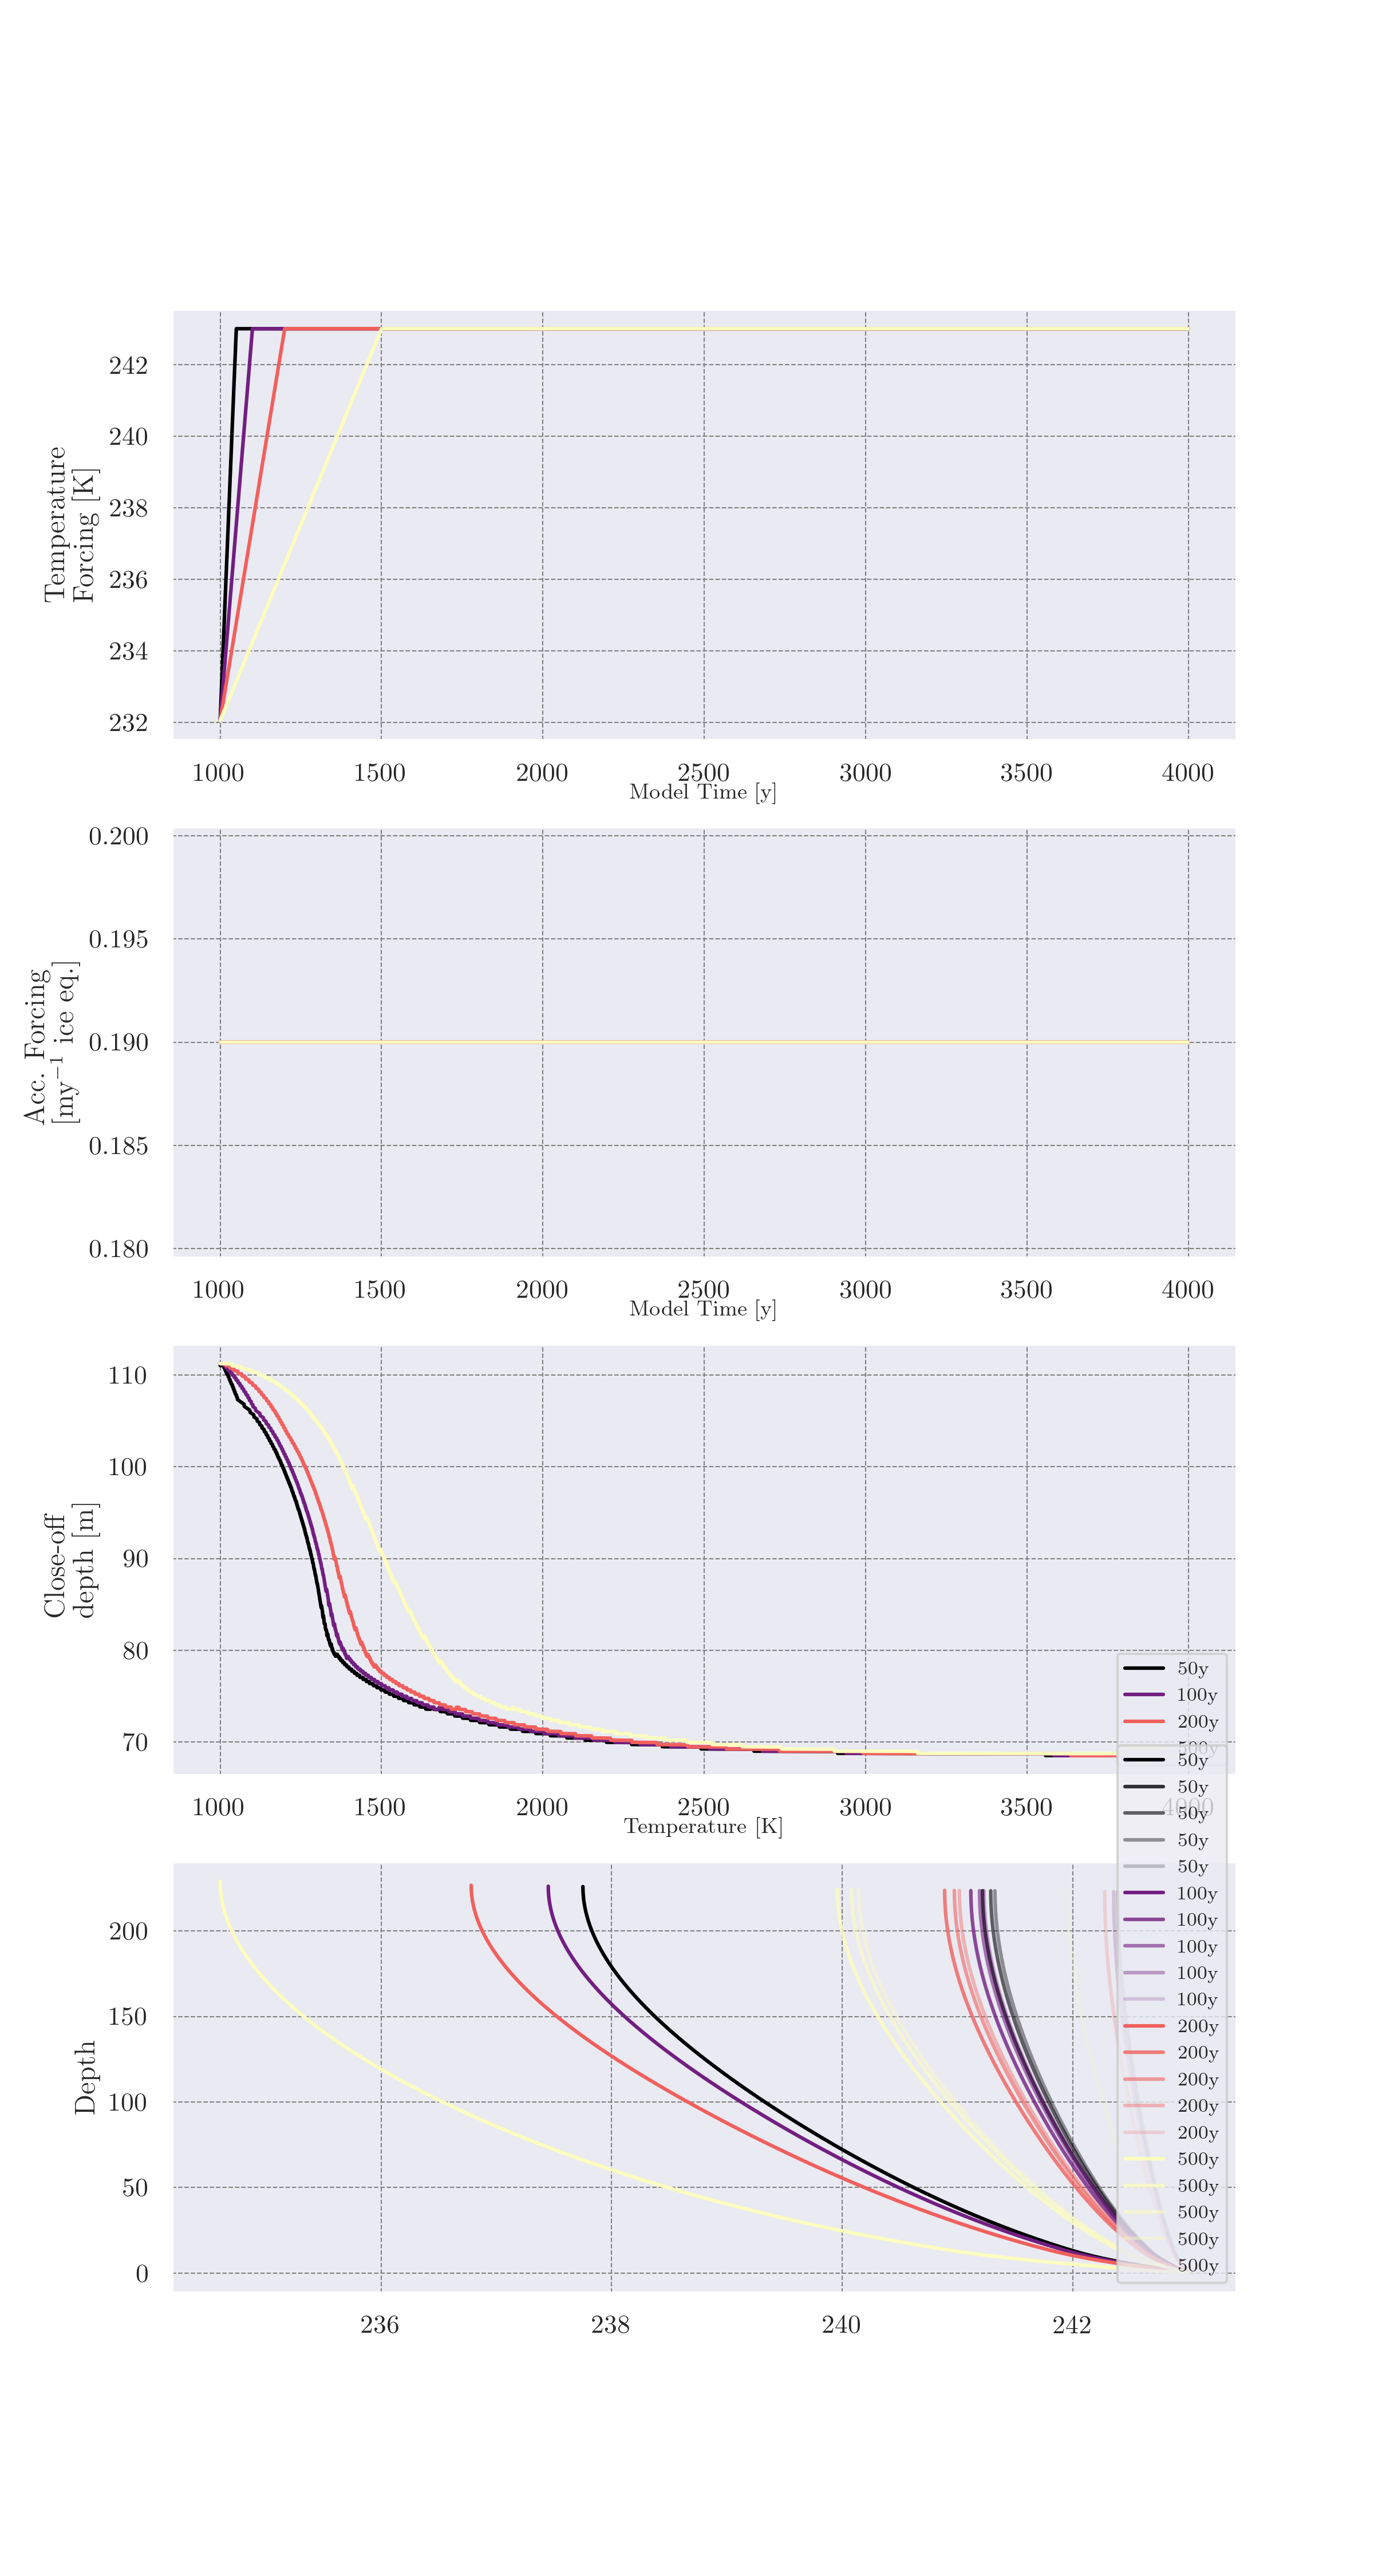 242
240
238
236
234
232
Temperature
Forcing [K]
1000 1500 2000 2500 3000 3500 4000
Model Time [y]
0.200
0.195
0.190
0.185
0.180
Acc. Forcing
[my⁻¹ ice eq.]
1000 1500 2000 2500 3000 3500 4000
Model Time [y]
110
100
90
80
70
Close-off
depth [m]
50y
100y
200y
500y
1000 1500 2000 2500 3000 3500 4000
Temperature [K]
50y
50y
50y
50y
50y
100y
100y
100y
100y
100y
200y
200y
200y
200y
200y
500y
500y
500y
500y
500y
200
150
100
50
0
Depth
236 238 240 242